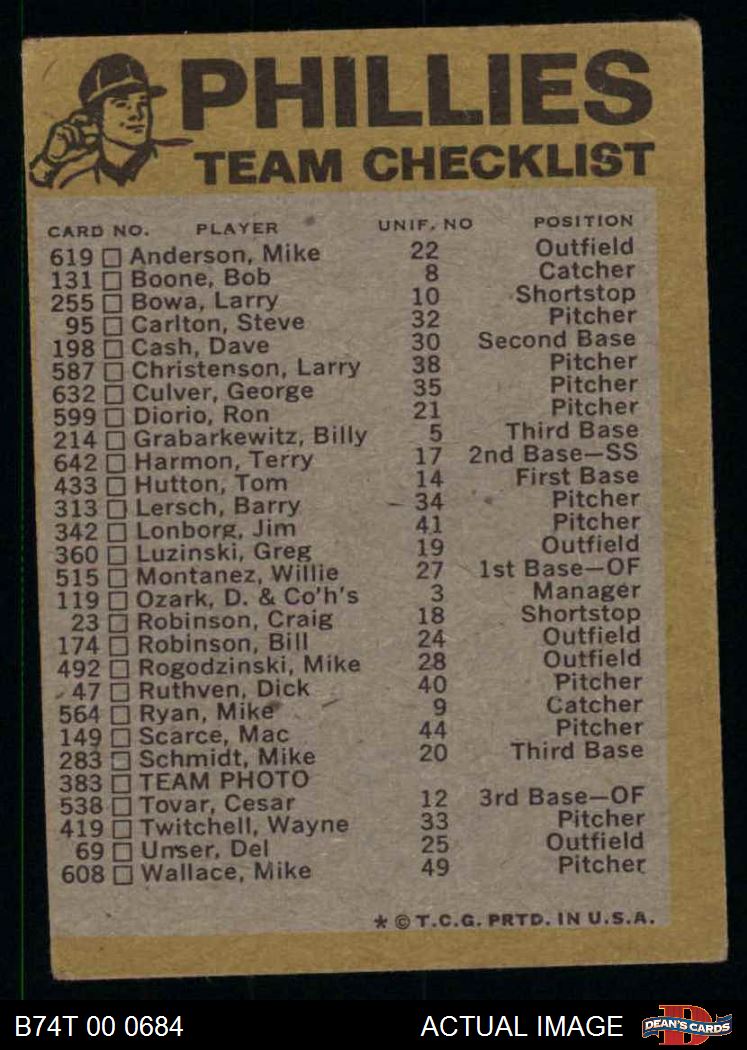 PHILLIES
TEAM CHECKLIST
CARD NO. PLAYER UNIF. NO POSITION
619 Anderson, Mike 22 Outfield
131 Boone, Bob 8 Catcher
255 Bowa, Larry 10 Shortstop
95 Carlton, Steve 32 Pitcher
198 Cash, Dave 30 Second Base
587 Christenson, Larry 38 Pitcher
632 Culver, George 35 Pitcher
599 Diorio, Ron 21 Pitcher
214 Grabarkewitz, Billy 5 Third Base
642 Harmon, Terry 17 2nd Base—SS
433 Hutton, Tom 14 First Base
313 Lersch, Barry 34 Pitcher
342 Lonborg, Jim 41 Pitcher
360 Luzinski, Greg 19 Outfield
515 Montanez, Willie 27 1st Base—OF
119 Ozark, D. & Co'h's 3 Manager
23 Robinson, Craig 18 Shortstop
174 Robinson, Bill 24 Outfield
492 Rogodzinski, Mike 28 Outfield
47 Ruthven, Dick 40 Pitcher
564 Ryan, Mike 9 Catcher
149 Scarce, Mac 44 Pitcher
283 Schmidt, Mike 20 Third Base
383 TEAM PHOTO
538 Tovar, Cesar 12 3rd Base—OF
419 Twitchell, Wayne 33 Pitcher
69 Unser, Del 25 Outfield
608 Wallace, Mike 49 Pitcher
* © T.C.G. PRTD. IN U.S.A.
B74T 00 0684 ACTUAL IMAGE DEAN'S CARDS